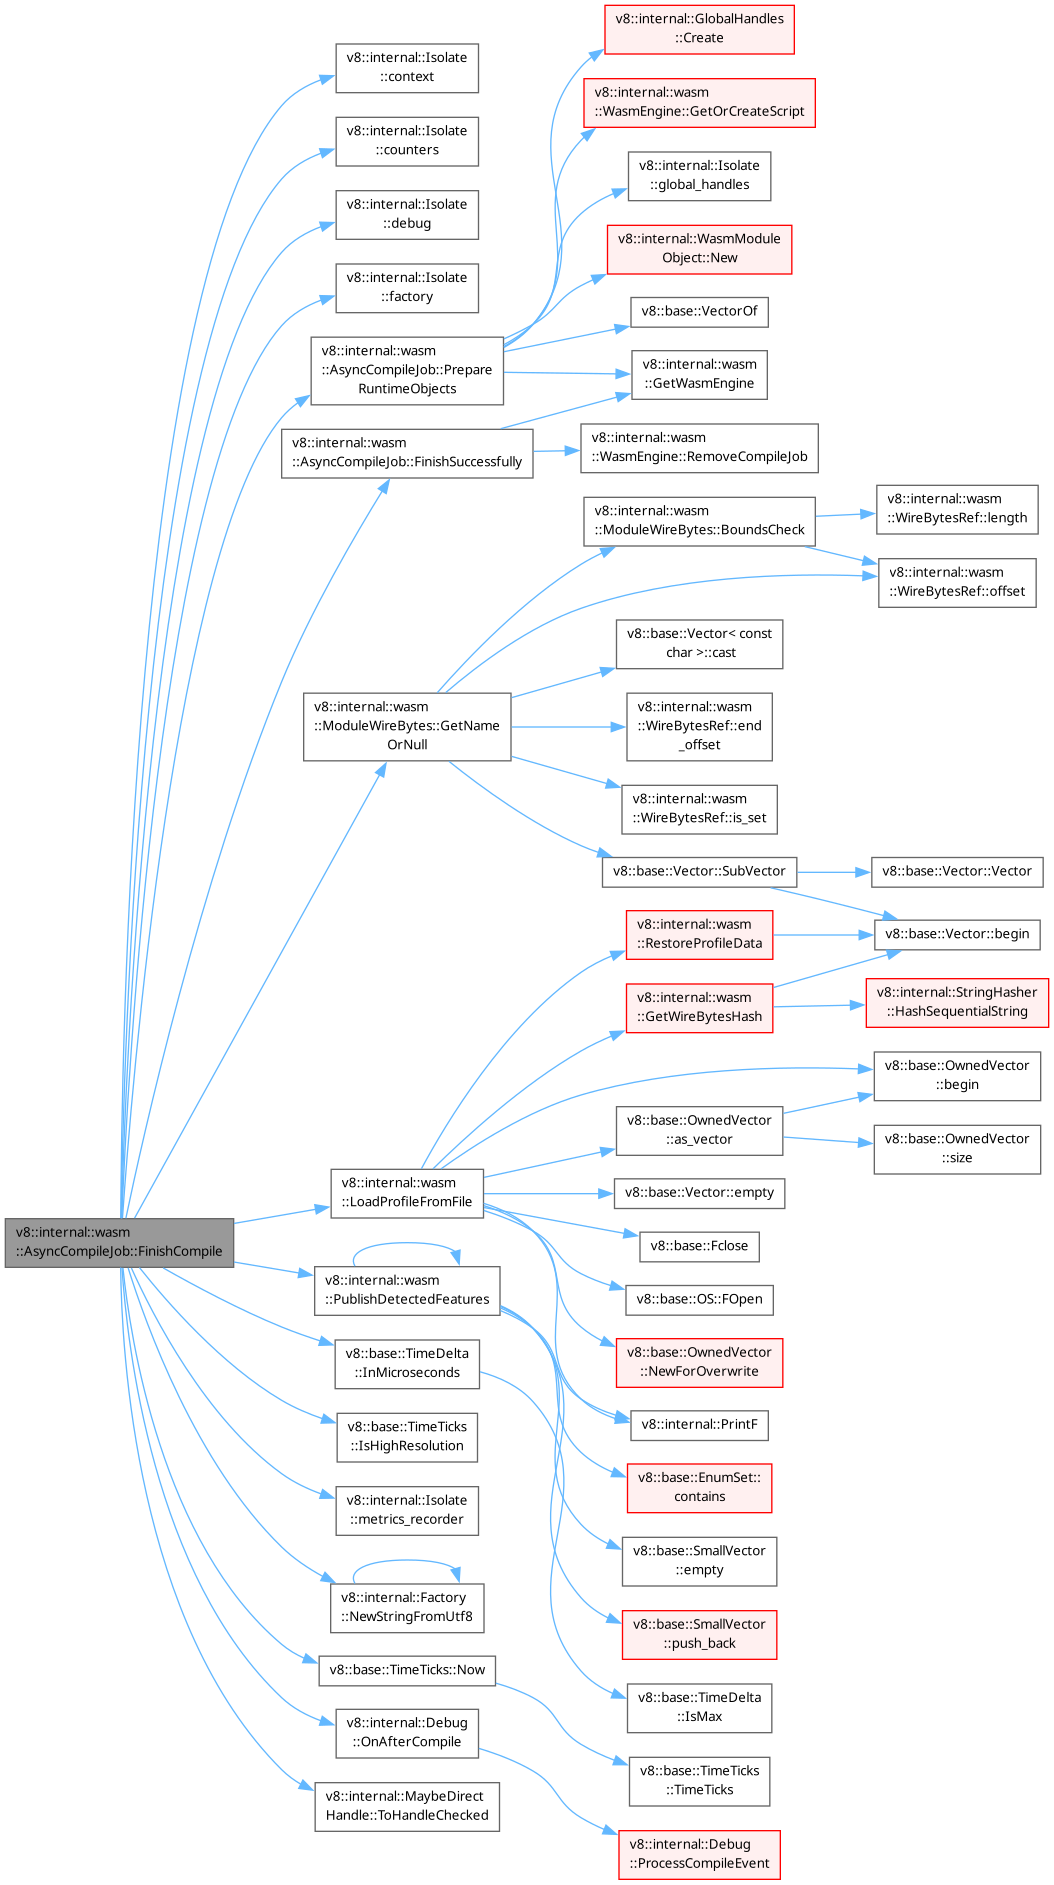 v8::internal::wasm
::AsyncCompileJob::FinishCompile
v8::internal::Isolate
::context
v8::internal::Isolate
::counters
v8::internal::Isolate
::debug
v8::internal::Isolate
::factory
v8::internal::wasm
::AsyncCompileJob::Prepare
RuntimeObjects
v8::internal::wasm
::AsyncCompileJob::FinishSuccessfully
v8::internal::wasm
::ModuleWireBytes::GetName
OrNull
v8::internal::wasm
::LoadProfileFromFile
v8::internal::wasm
::PublishDetectedFeatures
v8::base::TimeDelta
::InMicroseconds
v8::base::TimeTicks
::IsHighResolution
v8::internal::Isolate
::metrics_recorder
v8::internal::Factory
::NewStringFromUtf8
v8::base::TimeTicks::Now
v8::internal::Debug
::OnAfterCompile
v8::internal::MaybeDirect
Handle::ToHandleChecked
v8::internal::GlobalHandles
::Create
v8::internal::wasm
::WasmEngine::GetOrCreateScript
v8::internal::Isolate
::global_handles
v8::internal::WasmModule
Object::New
v8::base::VectorOf
v8::internal::wasm
::GetWasmEngine
v8::internal::wasm
::WasmEngine::RemoveCompileJob
v8::internal::wasm
::ModuleWireBytes::BoundsCheck
v8::base::Vector< const
char >::cast
v8::internal::wasm
::WireBytesRef::end
_offset
v8::internal::wasm
::WireBytesRef::is_set
v8::base::Vector::SubVector
v8::internal::wasm
::RestoreProfileData
v8::internal::wasm
::GetWireBytesHash
v8::base::OwnedVector
::as_vector
v8::base::Vector::empty
v8::base::Fclose
v8::base::OS::FOpen
v8::base::OwnedVector
::NewForOverwrite
v8::internal::PrintF
v8::base::EnumSet::
contains
v8::base::SmallVector
::empty
v8::base::SmallVector
::push_back
v8::base::TimeDelta
::IsMax
v8::base::TimeTicks
::TimeTicks
v8::internal::Debug
::ProcessCompileEvent
v8::internal::wasm
::WireBytesRef::length
v8::internal::wasm
::WireBytesRef::offset
v8::base::Vector::Vector
v8::base::Vector::begin
v8::internal::StringHasher
::HashSequentialString
v8::base::OwnedVector
::begin
v8::base::OwnedVector
::size